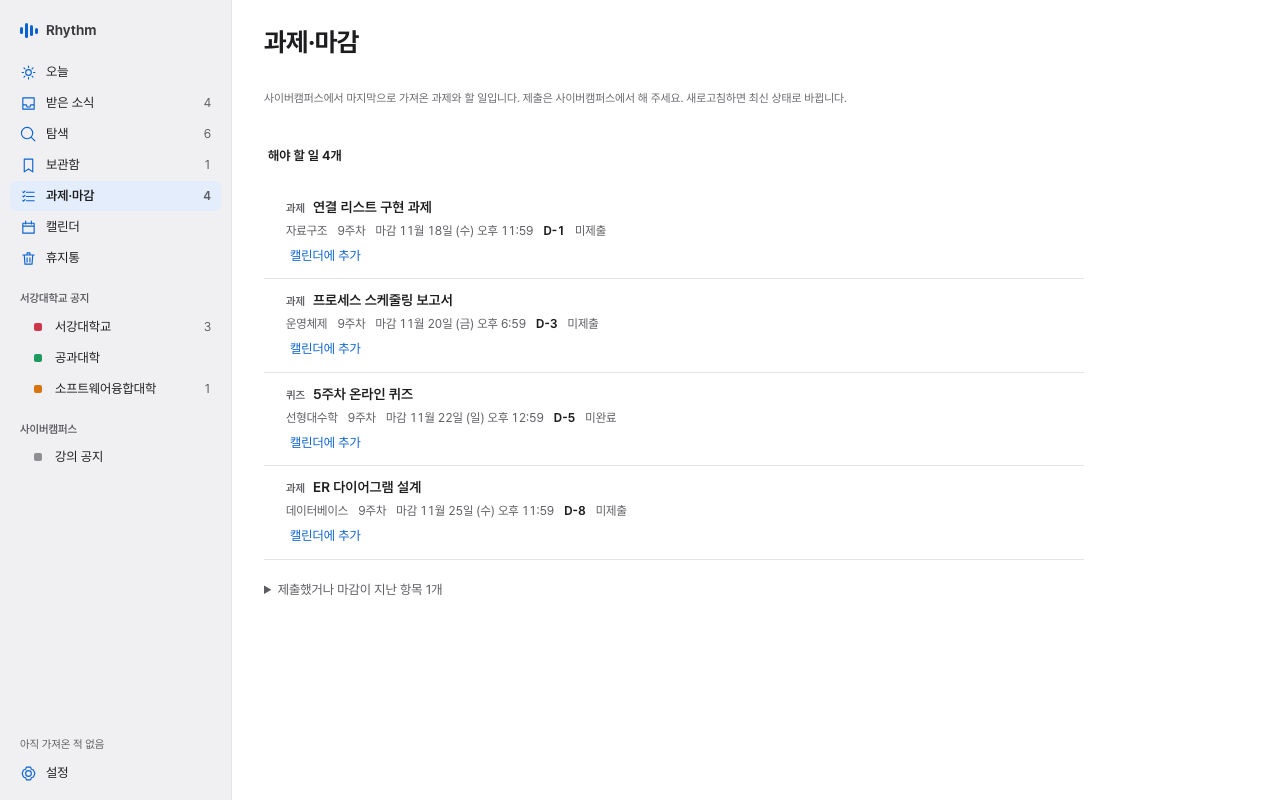 Rhythm
오늘
받은 소식 4
탐색 6
보관함 1
과제·마감 4
캘린더
휴지통
서강대학교 공지
서강대학교 3
공과대학
소프트웨어융합대학 1
사이버캠퍼스
강의 공지
아직 가져온 적 없음
설정
과제·마감
사이버캠퍼스에서 마지막으로 가져온 과제와 할 일입니다. 제출은 사이버캠퍼스에서 해 주세요. 새로고침하면 최신 상태로 바뀝니다.
해야 할 일 4개
과제 연결 리스트 구현 과제
자료구조 9주차 마감 11월 18일 (수) 오후 11:59 D-1 미제출
캘린더에 추가
과제 프로세스 스케줄링 보고서
운영체제 9주차 마감 11월 20일 (금) 오후 6:59 D-3 미제출
캘린더에 추가
퀴즈 5주차 온라인 퀴즈
선형대수학 9주차 마감 11월 22일 (일) 오후 12:59 D-5 미완료
캘린더에 추가
과제 ER 다이어그램 설계
데이터베이스 9주차 마감 11월 25일 (수) 오후 11:59 D-8 미제출
캘린더에 추가
제출했거나 마감이 지난 항목 1개